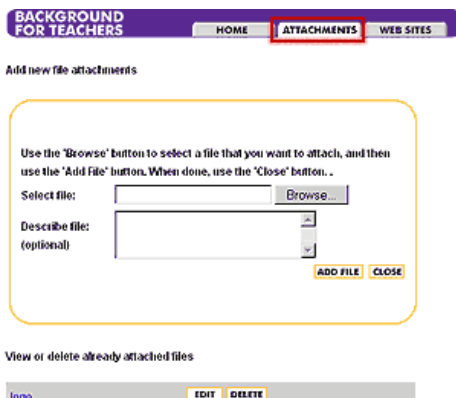 BACKGROUND
FOR TEACHERS
HOME ATTACHMENTS WEB SITES
Add new file attachments
Use the 'Browse' button to select a file that you want to attach, and then
use the 'Add File' button. When done, use the 'Close' button. .
Select file: Browse...
Describe file:
(optional)
ADD FILE CLOSE
View or delete already attached files
logo EDIT DELETE